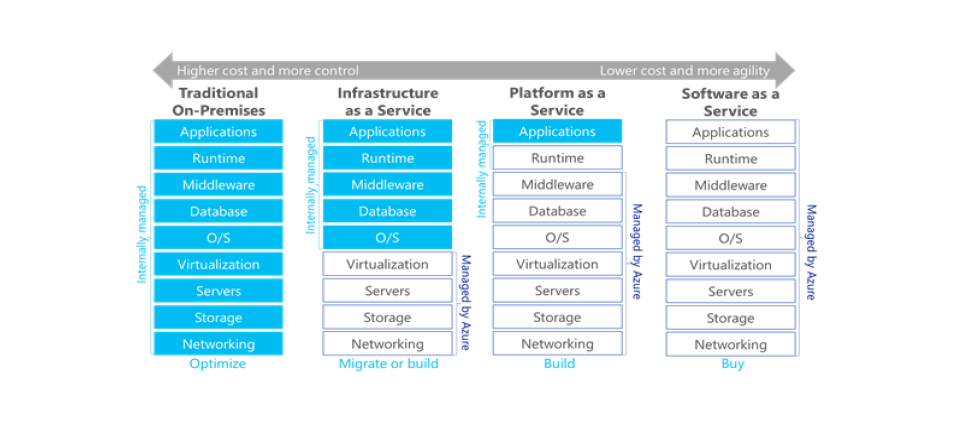 Higher cost and more control
Lower cost and more agility
Traditional
On-Premises
Internally managed
Applications
Runtime
Middleware
Database
O/S
Virtualization
Servers
Storage
Networking
Optimize
Infrastructure
as a Service
Internally managed
Applications
Runtime
Middleware
Database
O/S
Virtualization
Servers
Storage
Networking
Managed by Azure
Migrate or build
Platform as a
Service
Internally managed
Applications
Runtime
Middleware
Database
O/S
Virtualization
Servers
Storage
Networking
Managed by Azure
Build
Software as a
Service
Applications
Runtime
Middleware
Database
O/S
Virtualization
Servers
Storage
Networking
Managed by Azure
Buy